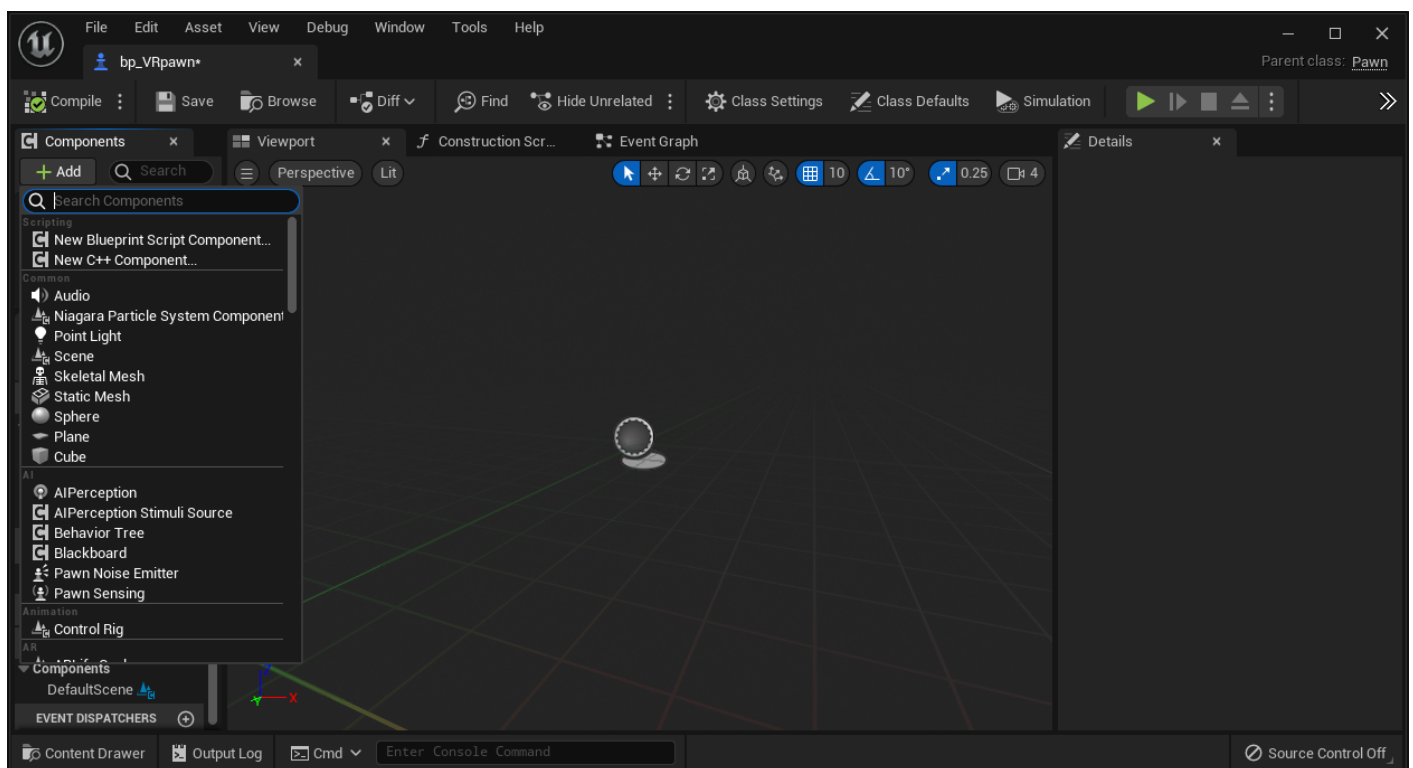 File Edit Asset View Debug Window Tools Help
bp_VRpawn*
Parent class: Pawn
Compile Save Browse Diff Find Hide Unrelated Class Settings Class Defaults Simulation
Components Viewport Construction Scr... Event Graph Details
+ Add Search Perspective Lit 10 10° 0.25 4
Search Components
Scripting
New Blueprint Script Component...
New C++ Component...
Common
Audio
Niagara Particle System Component
Point Light
Scene
Skeletal Mesh
Static Mesh
Sphere
Plane
Cube
AI
AIPerception
AIPerception Stimuli Source
Behavior Tree
Blackboard
Pawn Noise Emitter
Pawn Sensing
Animation
Control Rig
AR
Components
DefaultScene
X
EVENT DISPATCHERS
Content Drawer Output Log Cmd Enter Console Command Source Control Off